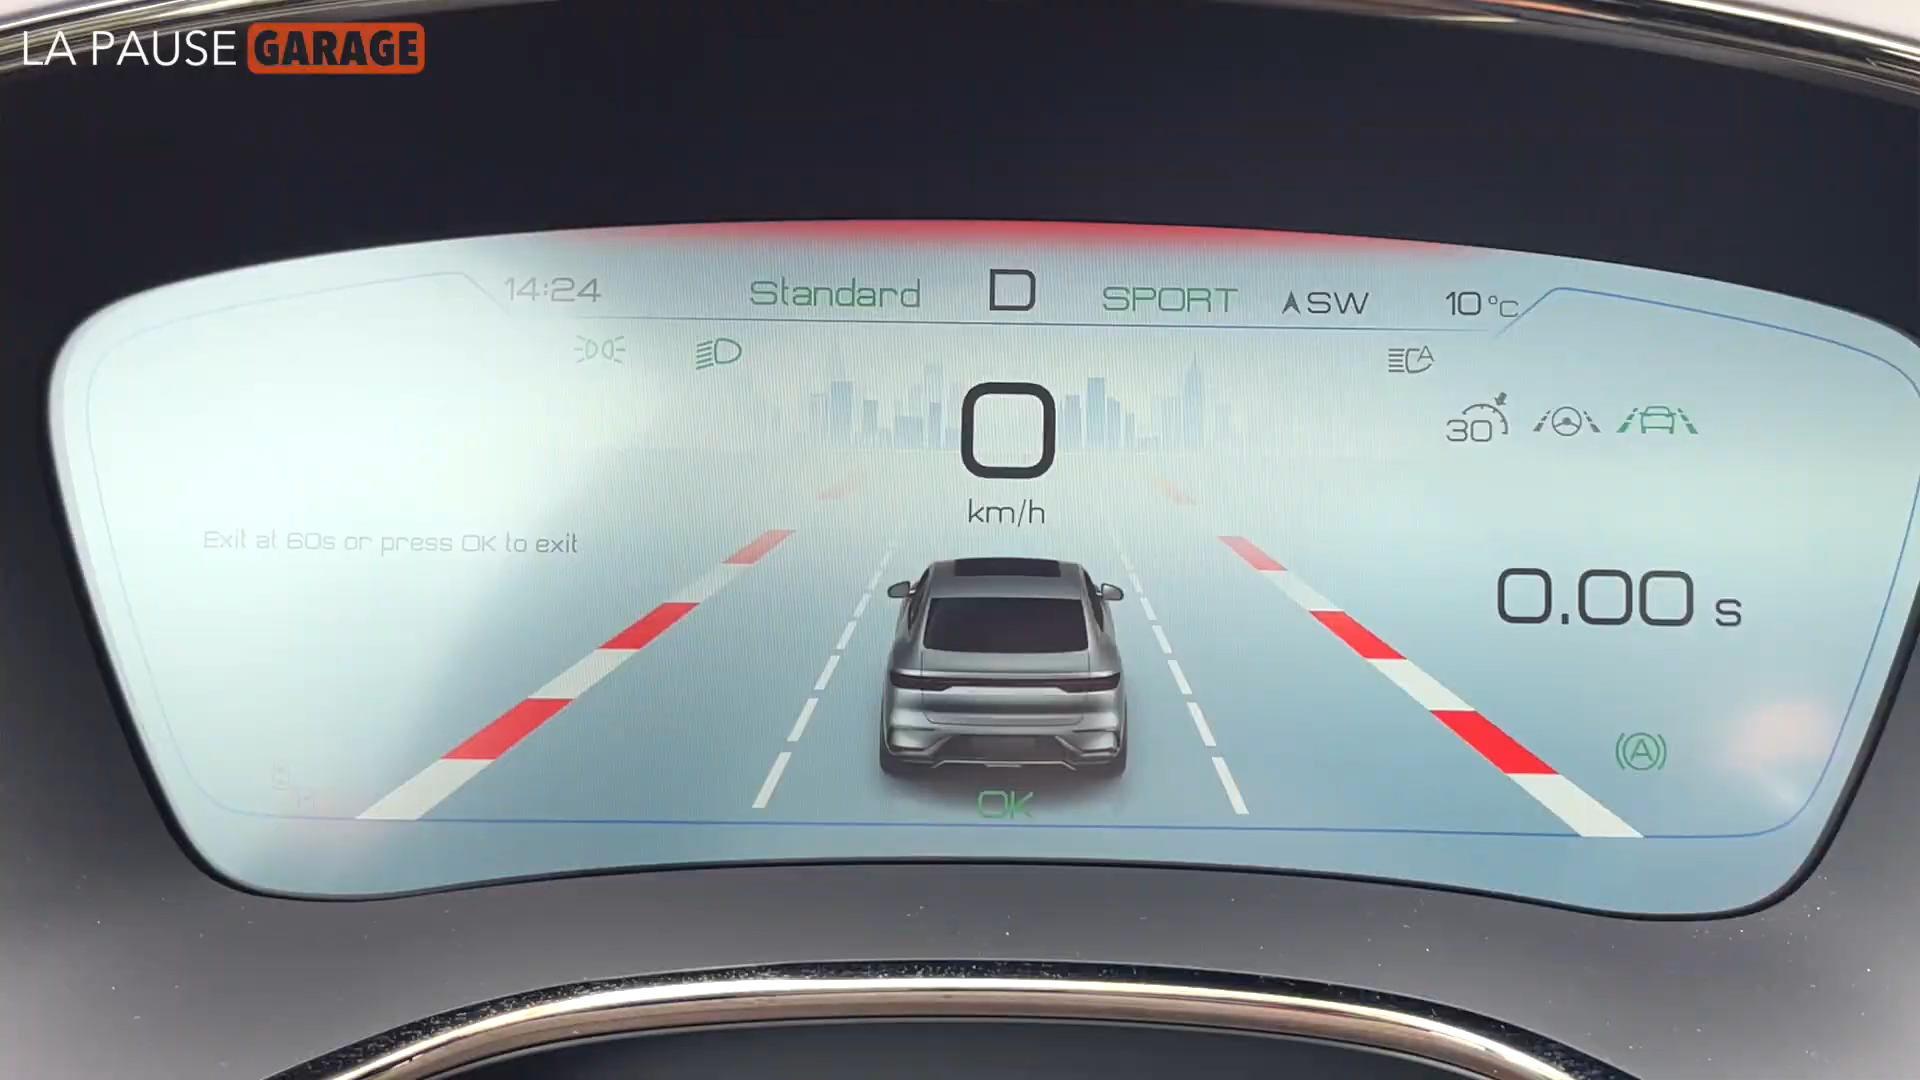 LA PAUSE GARAGE
14:24 Standard D SPORT SW 10°C
A
0
km/h
30
Exit at 60s or press OK to exit
0.00 s
A
OK